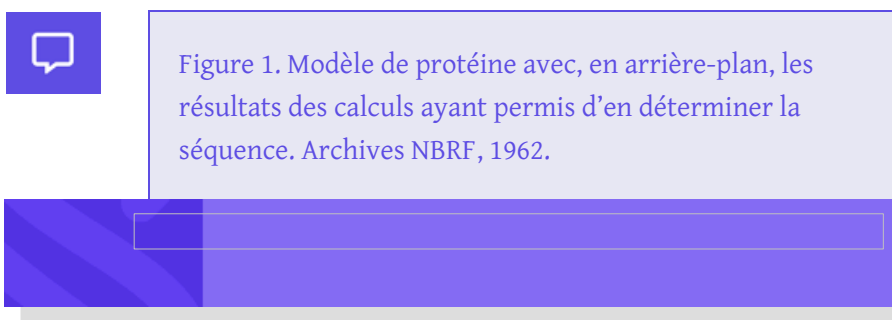 Figure 1. Modèle de protéine avec, en arrière-plan, les
résultats des calculs ayant permis d’en déterminer la
séquence. Archives NBRF, 1962.